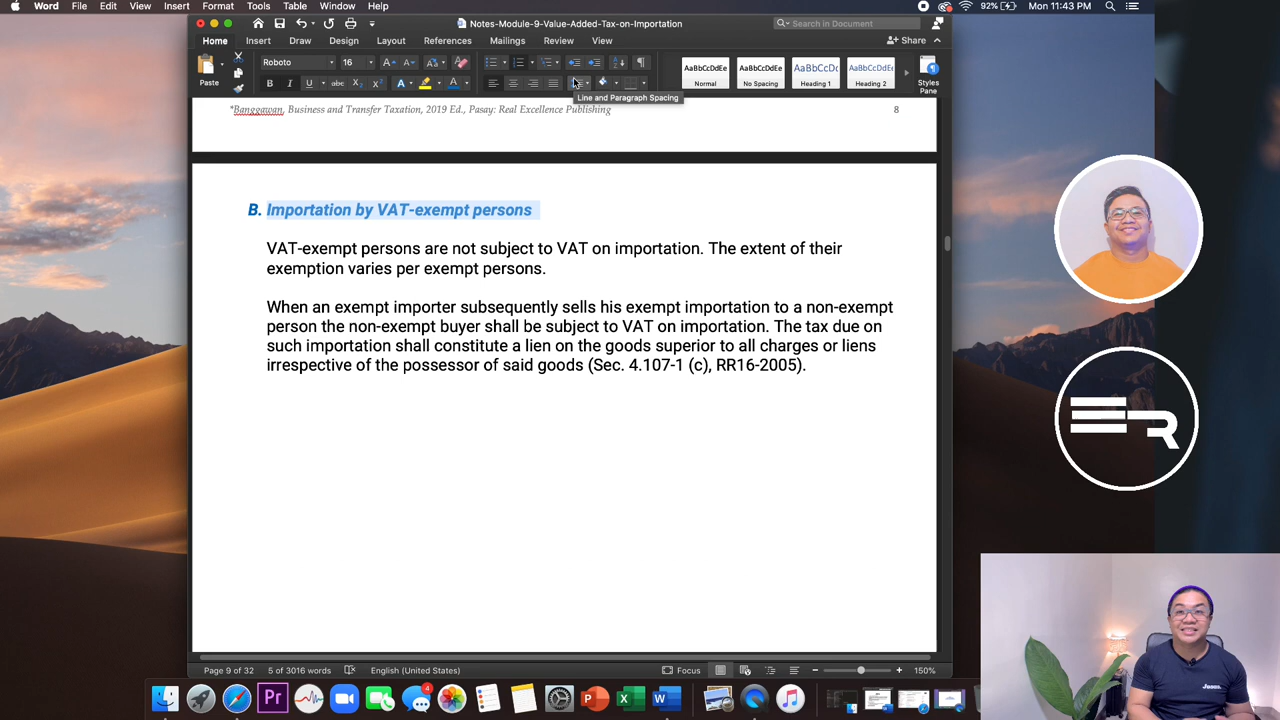 Word File Edit View Insert Format Tools Table Window Help 92% Mon 11:43 PM
Notes-Module-9-Value-Added-Tax-on-Importation Search in Document
Home Insert Draw Design Layout References Mailings Review View Share
Paste Roboto 16 AaBbCcDdEe AaBbCcDdEe AaBbCcDc AaBbCcDdEe
Normal No Spacing Heading 1 Heading 2 Styles Pane
Line and Paragraph Spacing
*Banggawan, Business and Transfer Taxation, 2019 Ed., Pasay: Real Excellence Publishing 8
B. Importation by VAT-exempt persons
VAT-exempt persons are not subject to VAT on importation. The extent of their
exemption varies per exempt persons.
When an exempt importer subsequently sells his exempt importation to a non-exempt
person the non-exempt buyer shall be subject to VAT on importation. The tax due on
such importation shall constitute a lien on the goods superior to all charges or liens
irrespective of the possessor of said goods (Sec. 4.107-1 (c), RR16-2005).
Page 9 of 32 5 of 3016 words English (United States) Focus 150%
ER